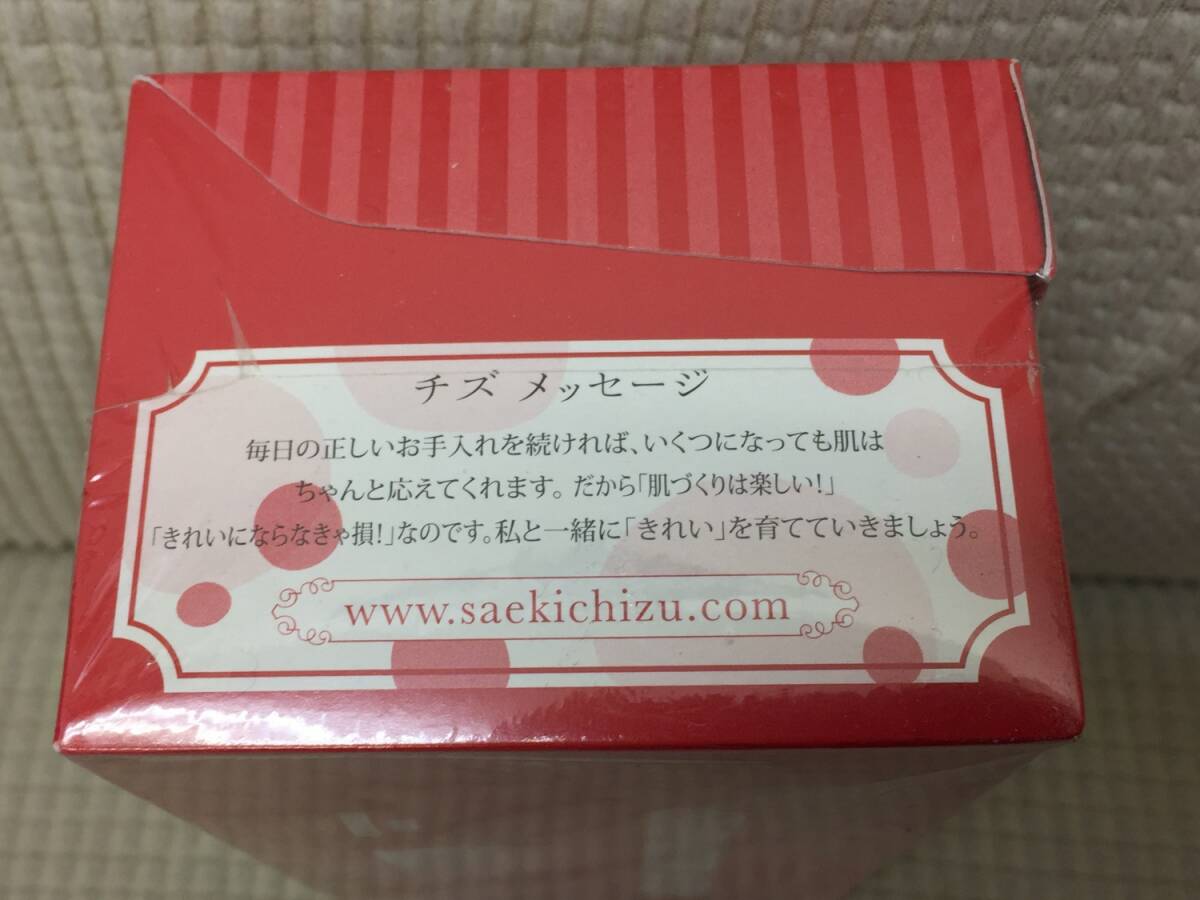 チズ メッセージ
毎日の正しいお手入れを続ければ、いくつになっても肌は
ちゃんと応えてくれます。だから「肌づくりは楽しい!」
「きれいにならなきゃ損!」なのです。私と一緒に「きれい」を育てていきましょう。
www.saekichizu.com